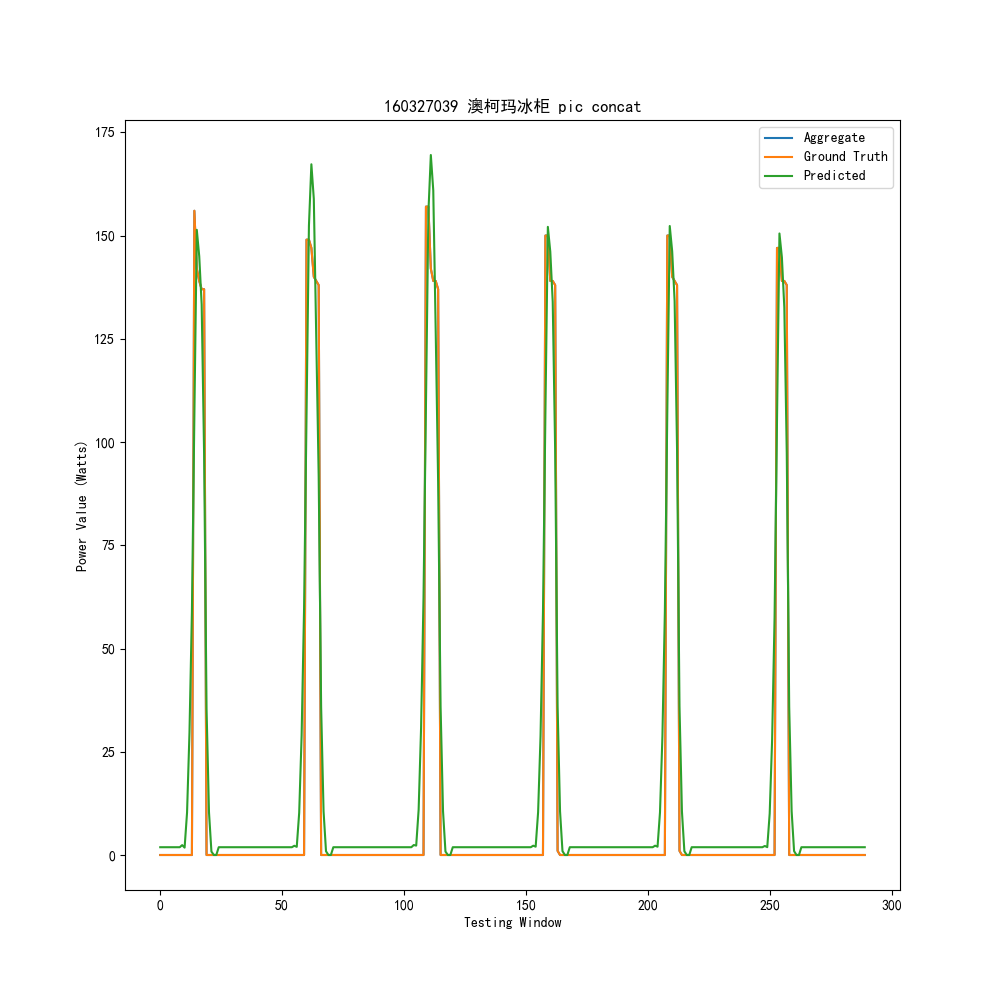 160327039 澳柯玛冰柜 pic concat
Aggregate
Ground Truth
Predicted
175
150
125
100
75
50
25
0
Power Value (Watts)
0 50 100 150 200 250 300
Testing Window